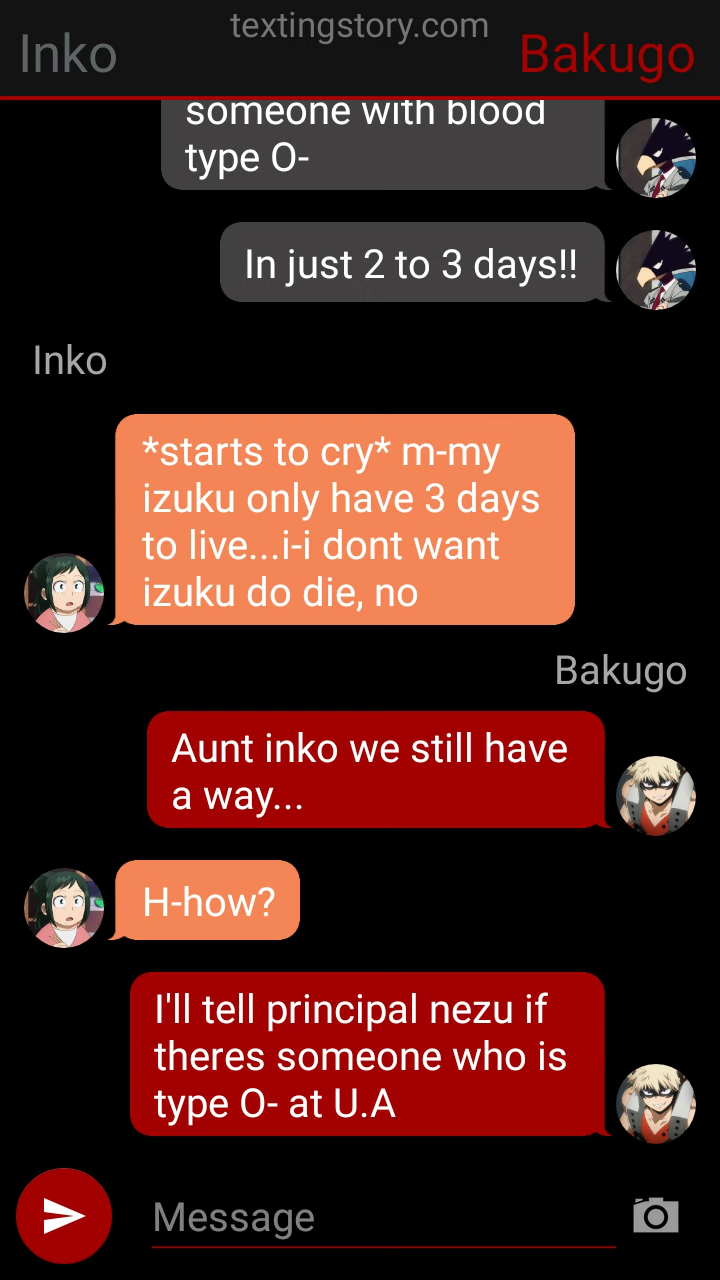 textingstory.com
Inko
Bakugo
someone with blood
type O-
In just 2 to 3 days!!
Inko
*starts to cry* m-my
izuku only have 3 days
to live...i-i dont want
izuku do die, no
Bakugo
Aunt inko we still have
a way...
H-how?
I'll tell principal nezu if
theres someone who is
type O- at U.A
Message